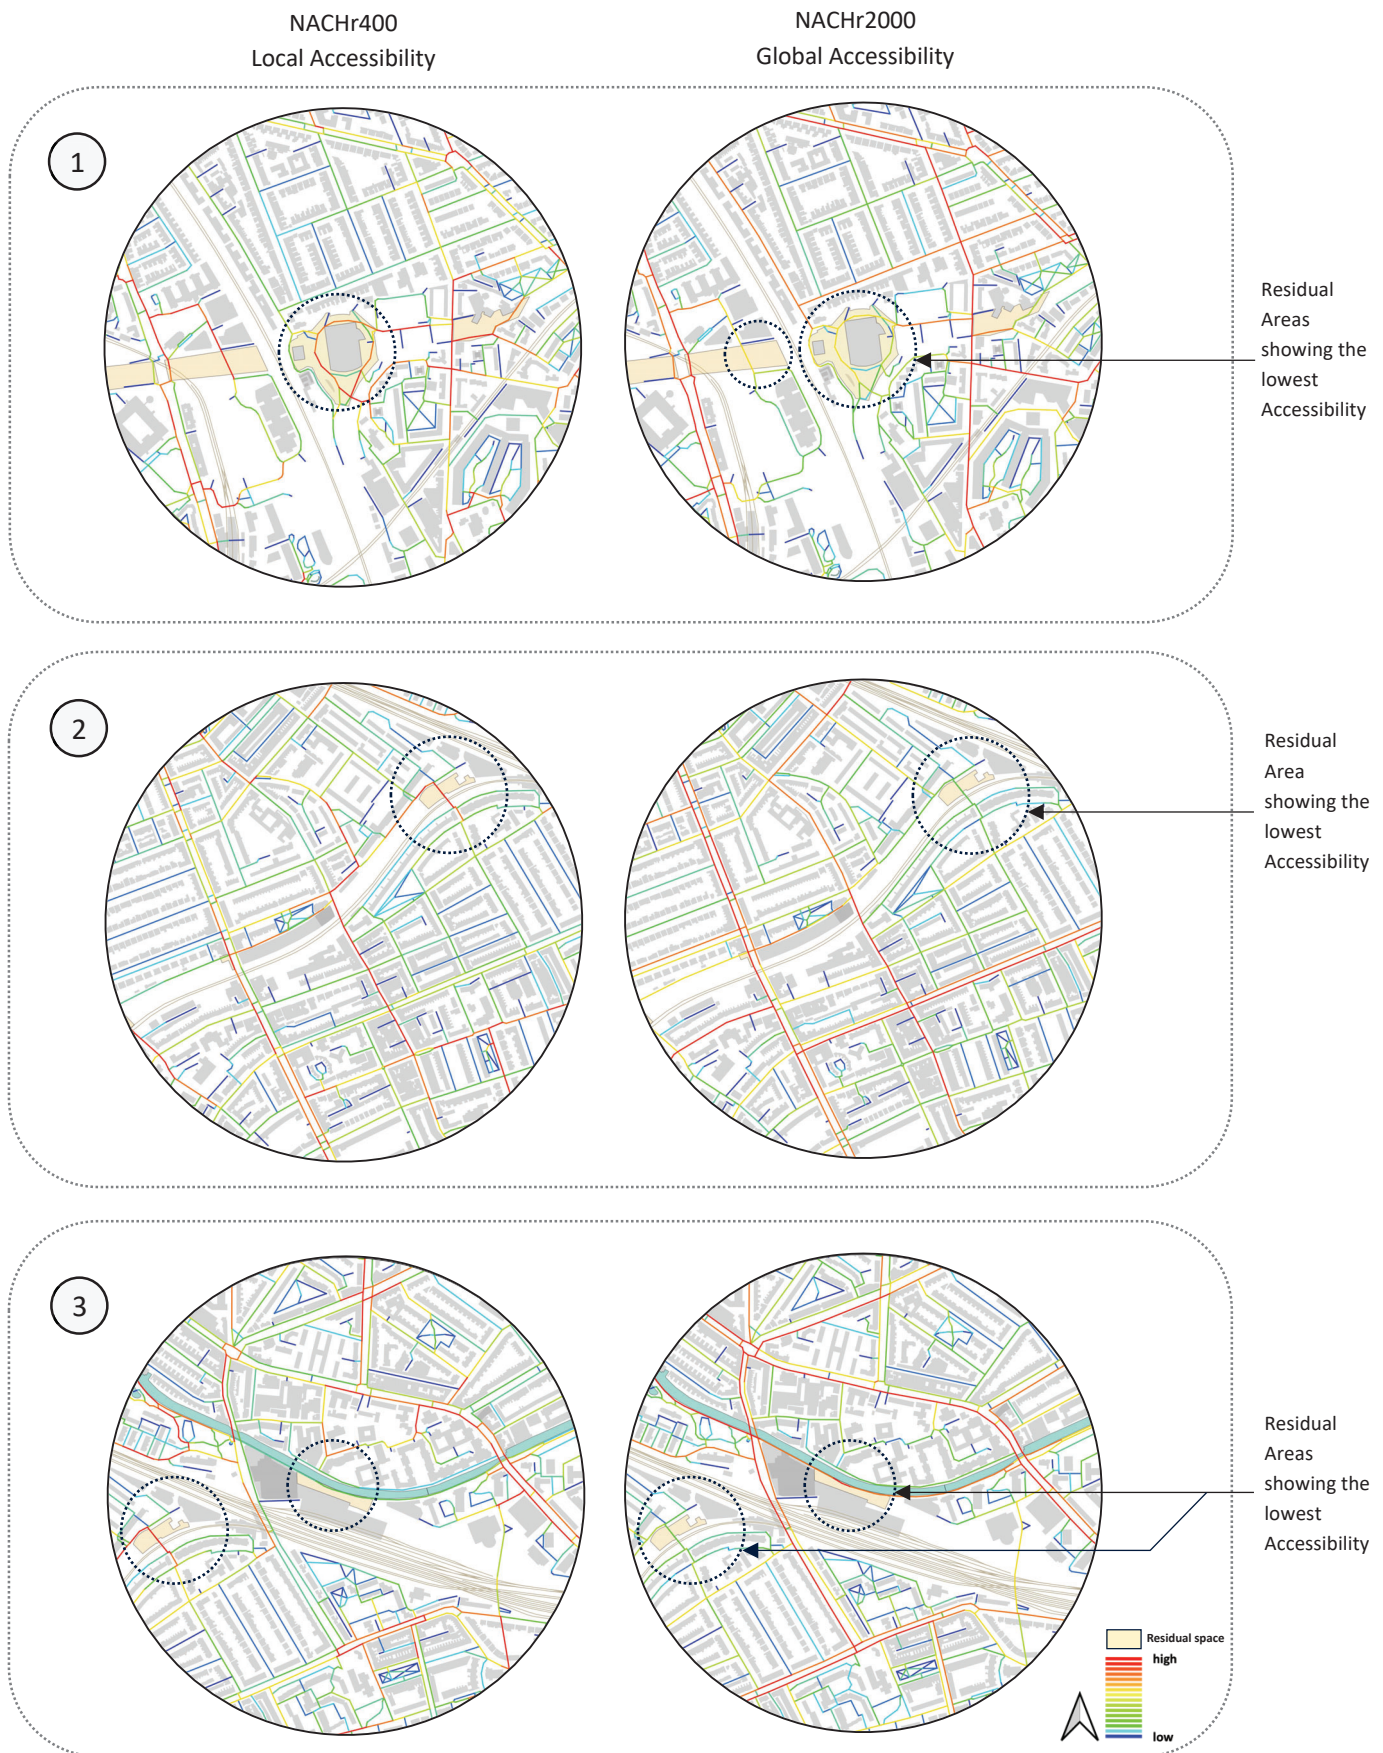 NACHr400
Local Accessibility
NACHr2000
Global Accessibility
1
Residual
Areas
showing the
lowest
Accessibility
2
Residual
Area
showing the
lowest
Accessibility
3
Residual
Areas
showing the
lowest
Accessibility
Residual space
high
low